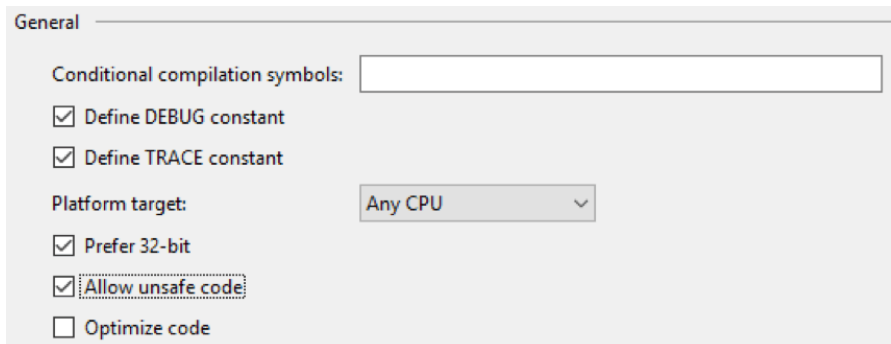 General
Conditional compilation symbols:
Define DEBUG constant
Define TRACE constant
Platform target: Any CPU
Prefer 32-bit
Allow unsafe code
Optimize code